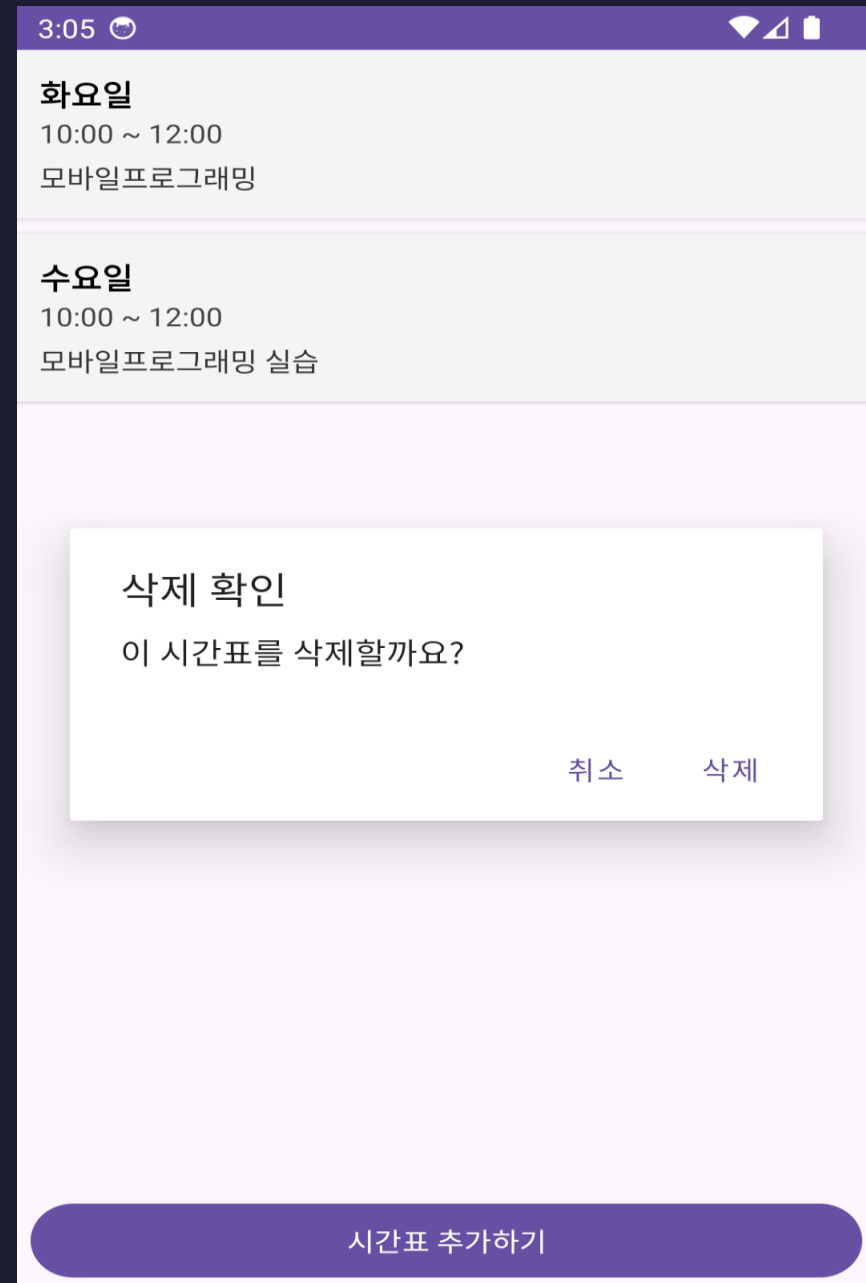 3:05
화요일
10:00 ~ 12:00
모바일프로그래밍
수요일
10:00 ~ 12:00
모바일프로그래밍 실습
삭제 확인
이 시간표를 삭제할까요?
취소 삭제
시간표 추가하기